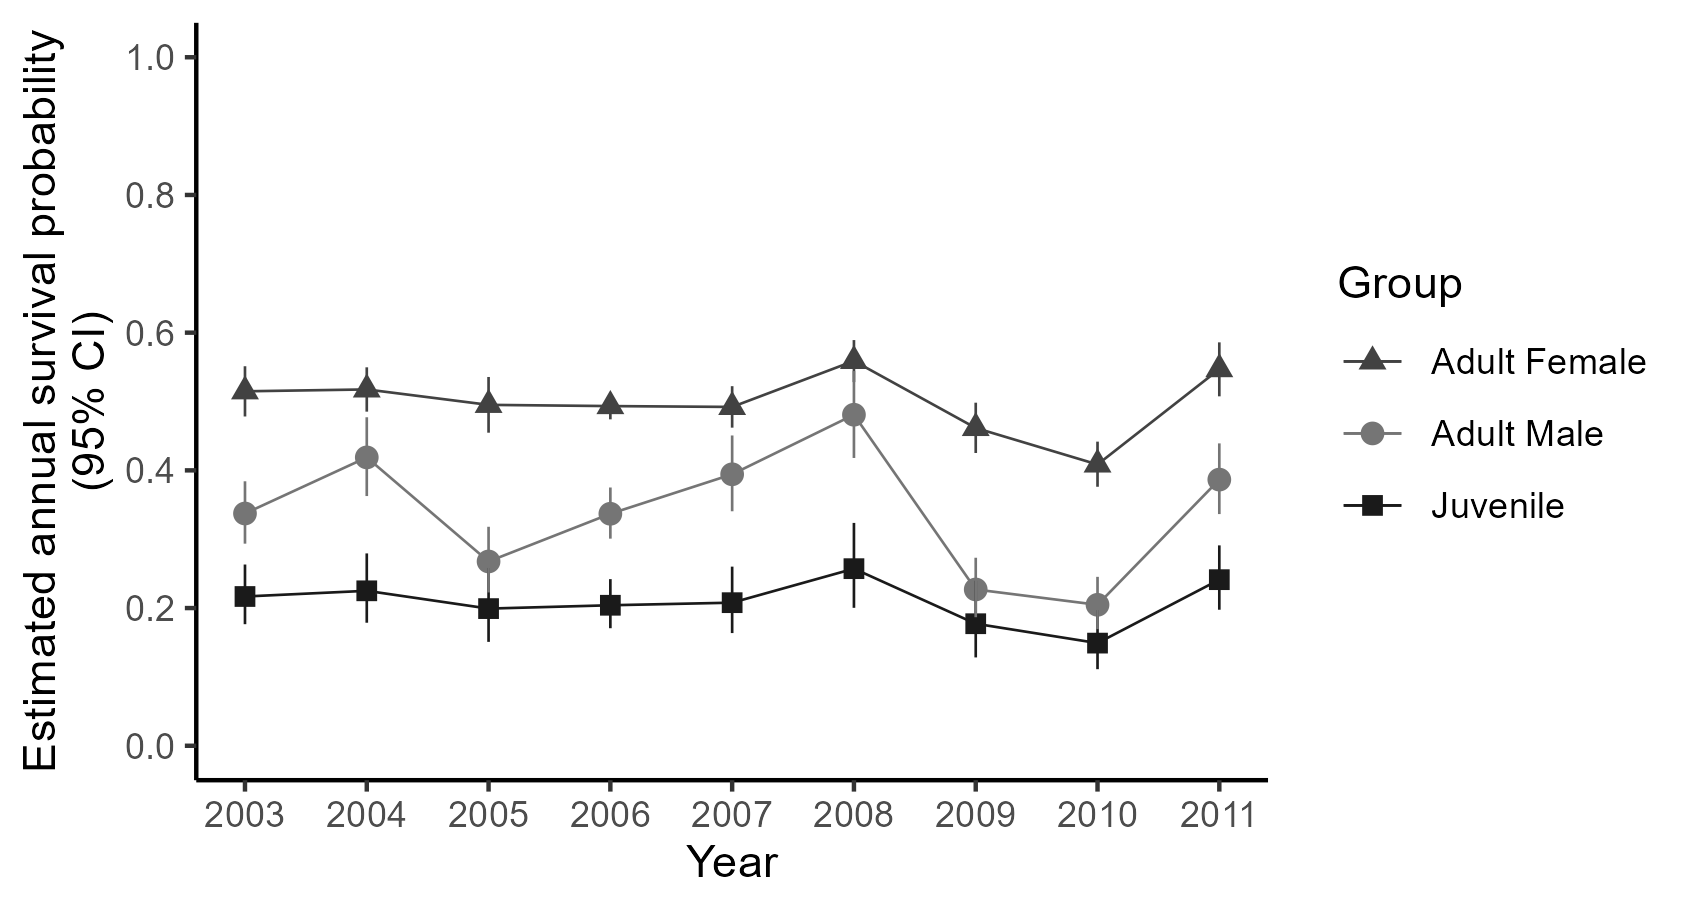 Estimated annual survival probability
(95% CI)
1.0
0.8
0.6
0.4
0.2
0.0
2003 2004 2005 2006 2007 2008 2009 2010 2011
Year
Group
Adult Female
Adult Male
Juvenile